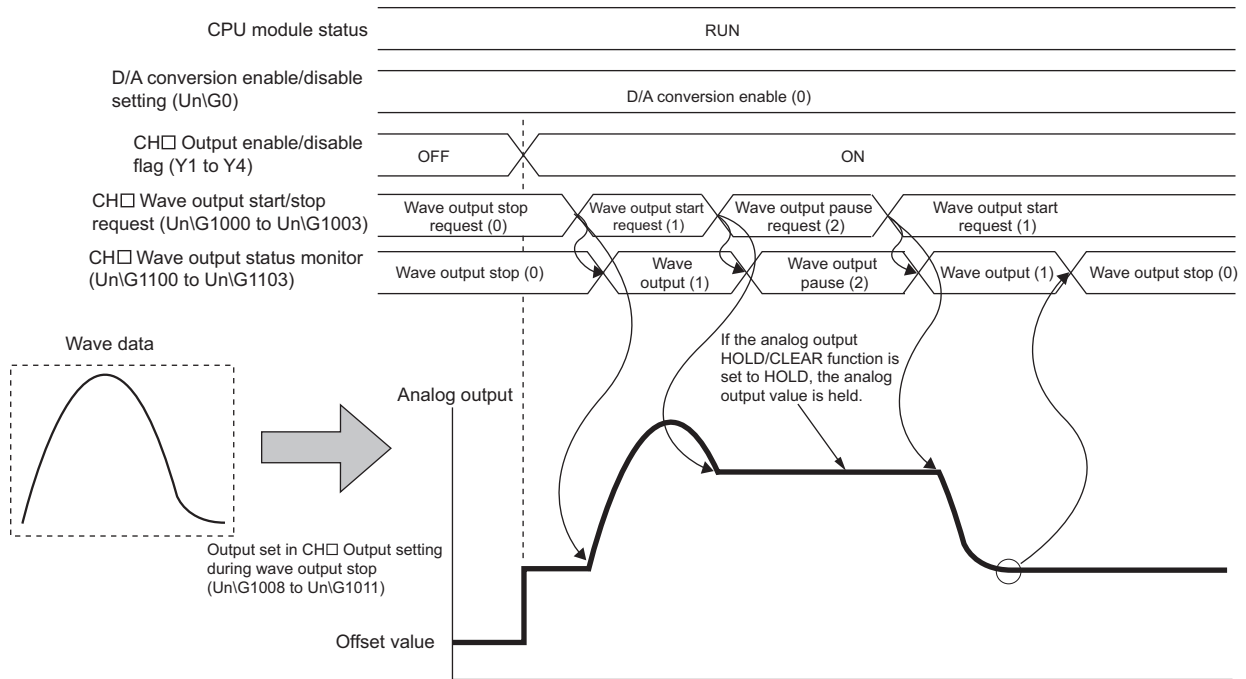 CPU module status
RUN
D/A conversion enable/disable
setting (Un\G0)
D/A conversion enable (0)
CH□ Output enable/disable
flag (Y1 to Y4)
OFF
ON
CH□ Wave output start/stop
request (Un\G1000 to Un\G1003)
Wave output stop
request (0)
Wave output start
request (1)
Wave output pause
request (2)
Wave output start
request (1)
CH□ Wave output status monitor
(Un\G1100 to Un\G1103)
Wave output stop (0)
Wave
output (1)
Wave output
pause (2)
Wave output (1)
Wave output stop (0)
Wave data
If the analog output
HOLD/CLEAR function is
set to HOLD, the analog
output value is held.
Analog output
Output set in CH□ Output setting
during wave output stop
(Un\G1008 to Un\G1011)
Offset value